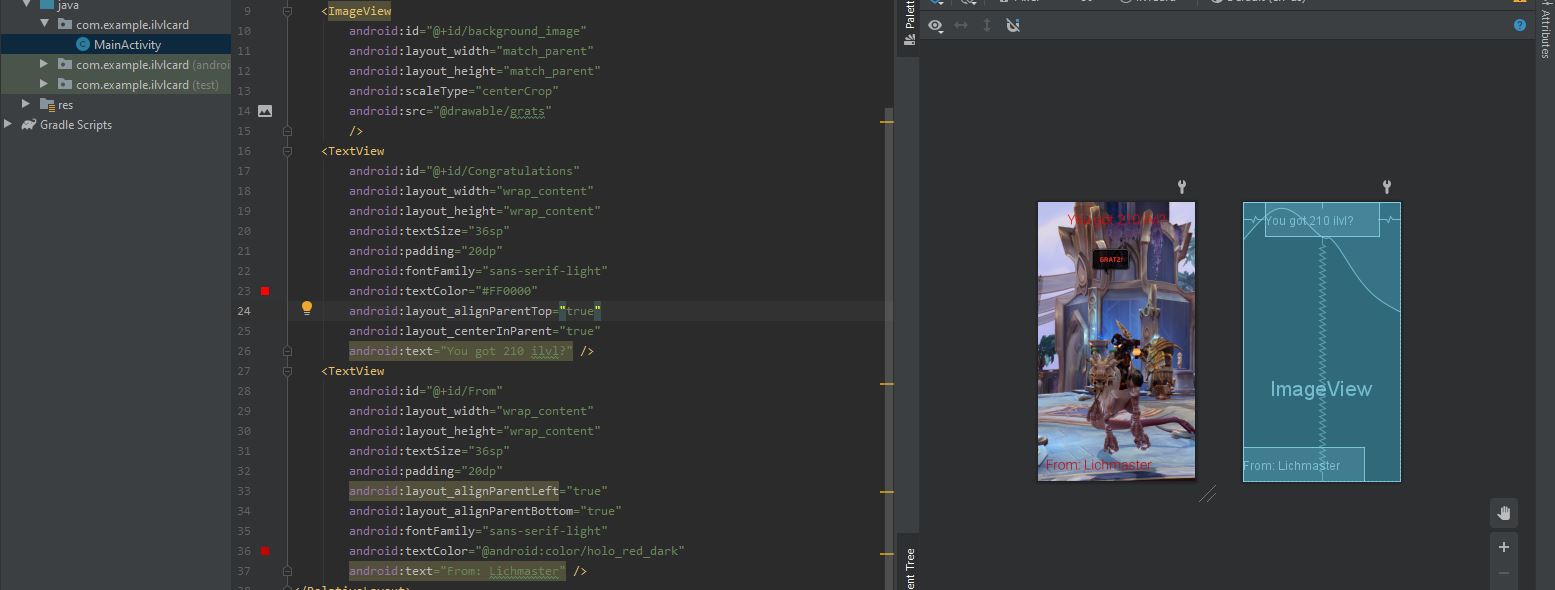 java
com.example.ilvlcard
MainActivity
com.example.ilvlcard (androi
com.example.ilvlcard (test)
res
Gradle Scripts
9 <ImageView
10 android:id="@+id/background_image"
11 android:layout_width="match_parent"
12 android:layout_height="match_parent"
13 android:scaleType="centerCrop"
14 android:src="@drawable/grats"
15 />
16 <TextView
17 android:id="@+id/Congratulations"
18 android:layout_width="wrap_content"
19 android:layout_height="wrap_content"
20 android:textSize="36sp"
21 android:padding="20dp"
22 android:fontFamily="sans-serif-light"
23 android:textColor="#FF0000"
24 android:layout_alignParentTop="true"
25 android:layout_centerInParent="true"
26 android:text="You got 210 ilvl?" />
27 <TextView
28 android:id="@+id/From"
29 android:layout_width="wrap_content"
30 android:layout_height="wrap_content"
31 android:textSize="36sp"
32 android:padding="20dp"
33 android:layout_alignParentLeft="true"
34 android:layout_alignParentBottom="true"
35 android:fontFamily="sans-serif-light"
36 android:textColor="@android:color/holo_red_dark"
37 android:text="From: Lichmaster" />
</RelativeLayout>
Palett
ent Tree
You got 210 ilvl?
GRATZ!
From: Lichmaster
You got 210 ilvl?
ImageView
From: Lichmaster
Attributes